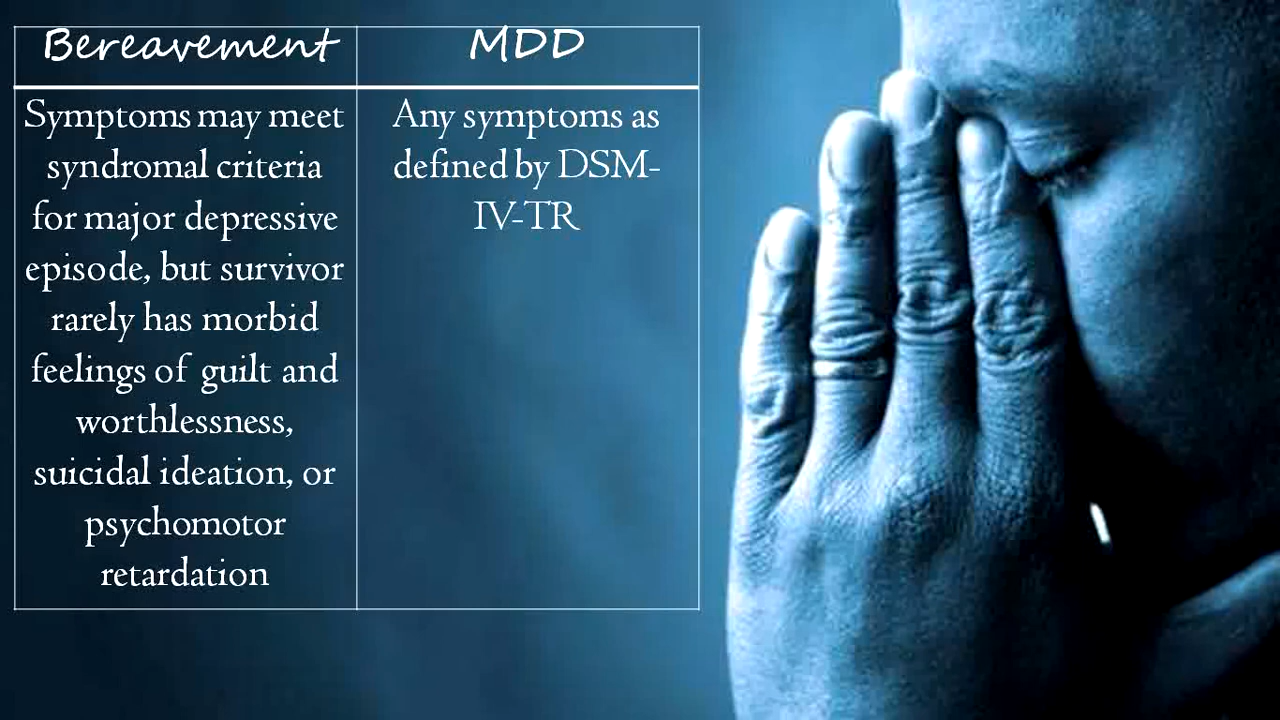 Bereavement
MDD
Symptoms may meet
syndromal criteria
for major depressive
episode, but survivor
rarely has morbid
feelings of guilt and
worthlessness,
suicidal ideation, or
psychomotor
retardation
Any symptoms as
defined by DSM-
IV-TR